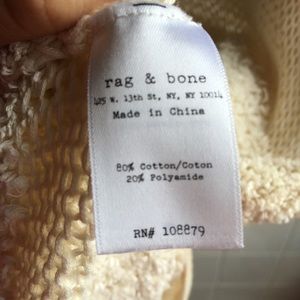 rag & bone
425 W. 13th St, NY, NY 10014
Made in China
80% Cotton/Coton
20% Polyamide
RN# 108879